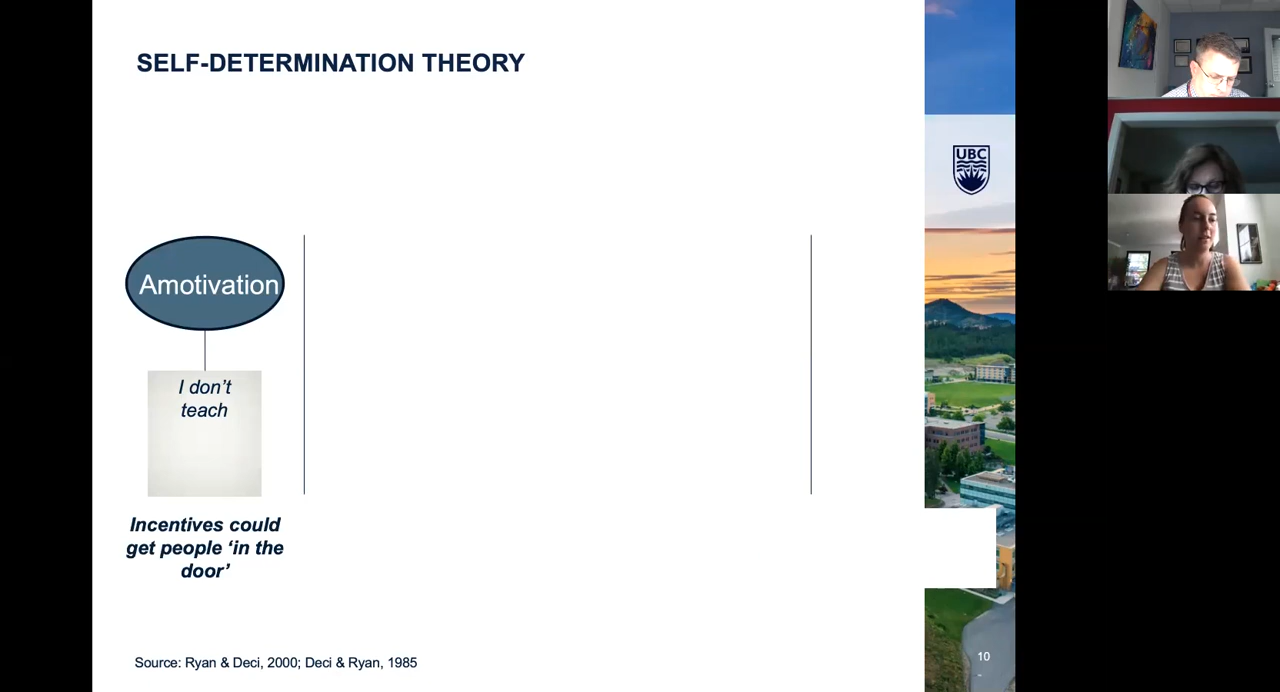 SELF-DETERMINATION THEORY
UBC
Amotivation
I don’t
teach
Incentives could
get people ‘in the
door’
Source: Ryan & Deci, 2000; Deci & Ryan, 1985
10